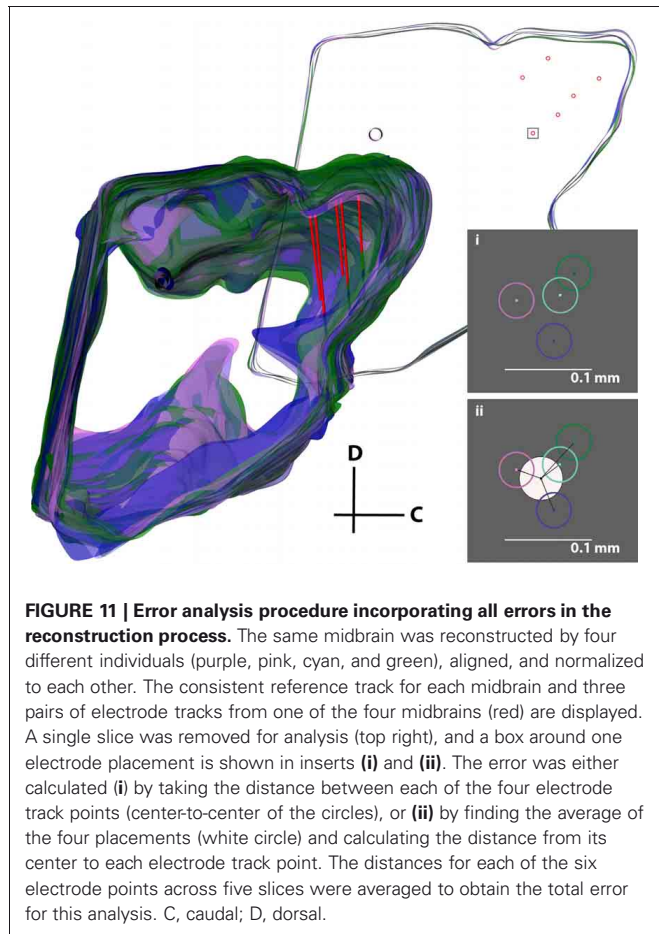 i
0.1 mm
ii
0.1 mm
D
C
FIGURE 11 | Error analysis procedure incorporating all errors in the
reconstruction process. The same midbrain was reconstructed by four
different individuals (purple, pink, cyan, and green), aligned, and normalized
to each other. The consistent reference track for each midbrain and three
pairs of electrode tracks from one of the four midbrains (red) are displayed.
A single slice was removed for analysis (top right), and a box around one
electrode placement is shown in inserts (i) and (ii). The error was either
calculated (i) by taking the distance between each of the four electrode
track points (center-to-center of the circles), or (ii) by finding the average of
the four placements (white circle) and calculating the distance from its
center to each electrode track point. The distances for each of the six
electrode points across five slices were averaged to obtain the total error
for this analysis. C, caudal; D, dorsal.